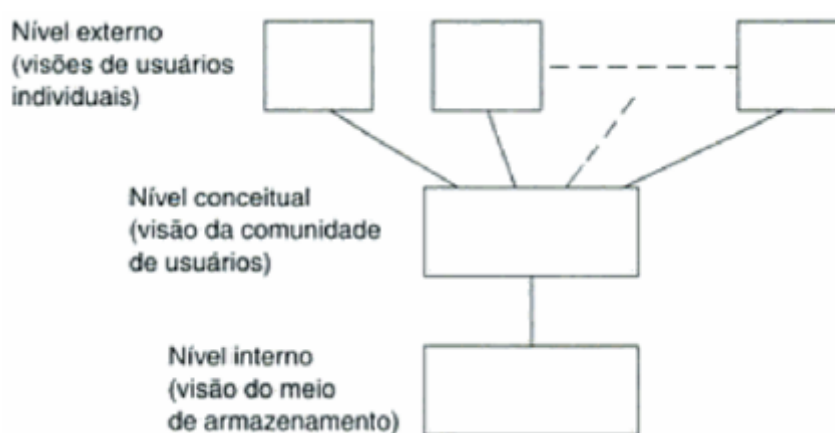 Nível externo
(visões de usuários
individuais)
Nível conceitual
(visão da comunidade
de usuários)
Nível interno
(visão do meio
de armazenamento)